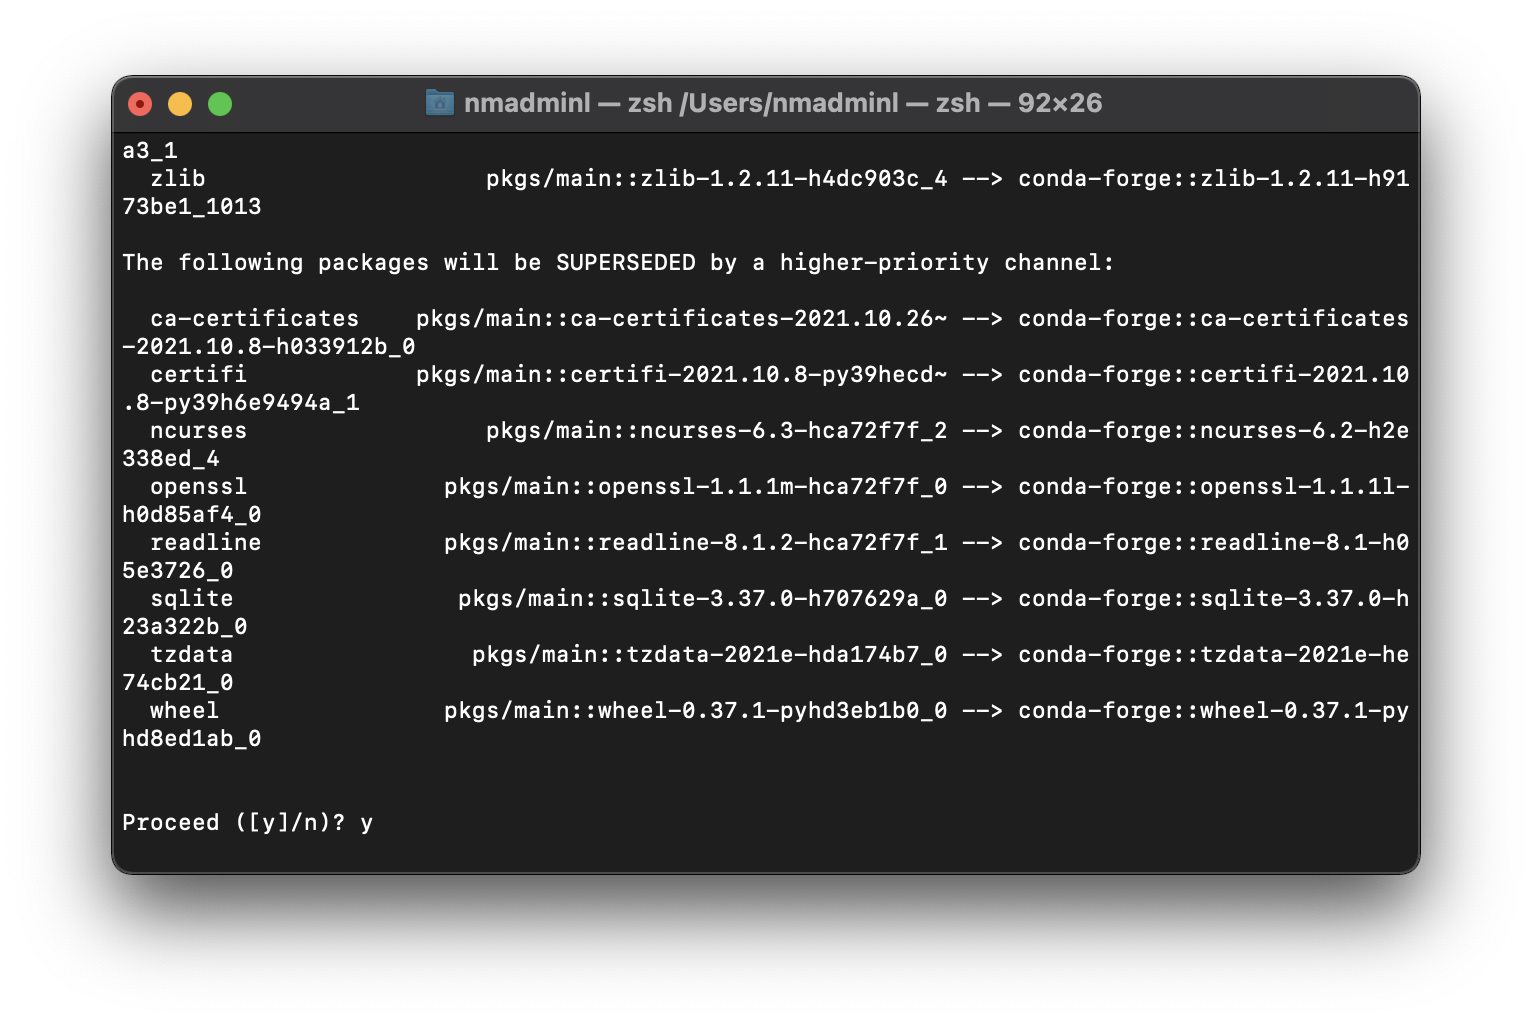 nmadminl — zsh /Users/nmadminl — zsh — 92×26
a3_1
  zlib                    pkgs/main::zlib-1.2.11-h4dc903c_4 --> conda-forge::zlib-1.2.11-h91
73be1_1013

The following packages will be SUPERSEDED by a higher-priority channel:

  ca-certificates    pkgs/main::ca-certificates-2021.10.26~ --> conda-forge::ca-certificates
-2021.10.8-h033912b_0
  certifi            pkgs/main::certifi-2021.10.8-py39hecd~ --> conda-forge::certifi-2021.10
.8-py39h6e9494a_1
  ncurses                 pkgs/main::ncurses-6.3-hca72f7f_2 --> conda-forge::ncurses-6.2-h2e
338ed_4
  openssl              pkgs/main::openssl-1.1.1m-hca72f7f_0 --> conda-forge::openssl-1.1.1l-
h0d85af4_0
  readline             pkgs/main::readline-8.1.2-hca72f7f_1 --> conda-forge::readline-8.1-h0
5e3726_0
  sqlite                pkgs/main::sqlite-3.37.0-h707629a_0 --> conda-forge::sqlite-3.37.0-h
23a322b_0
  tzdata                 pkgs/main::tzdata-2021e-hda174b7_0 --> conda-forge::tzdata-2021e-he
74cb21_0
  wheel                pkgs/main::wheel-0.37.1-pyhd3eb1b0_0 --> conda-forge::wheel-0.37.1-py
hd8ed1ab_0


Proceed ([y]/n)? y